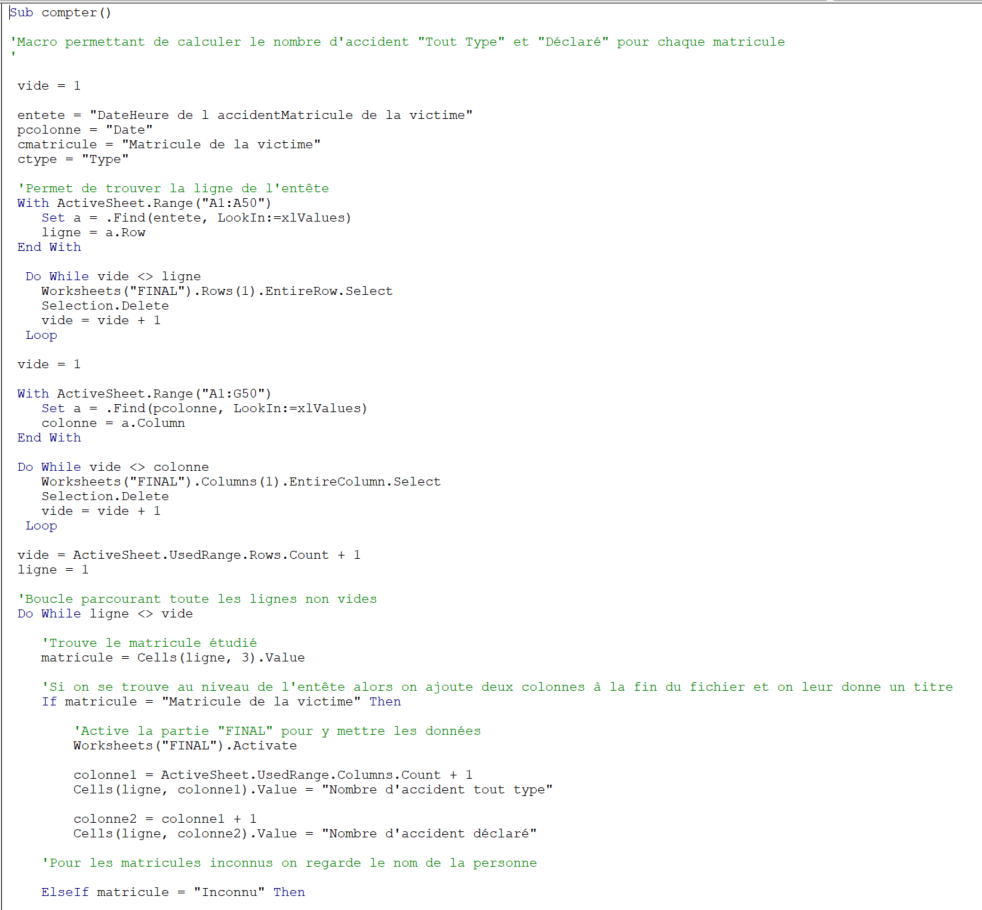 Sub compter()
'Macro permettant de calculer le nombre d'accident "Tout Type" et "Déclaré" pour chaque matricule
'
vide = 1
entete = "DateHeure de l accidentMatricule de la victime"
pcolonne = "Date"
cmatricule = "Matricule de la victime"
ctype = "Type"
'Permet de trouver la ligne de l'entête
With ActiveSheet.Range("A1:A50")
Set a = .Find(entete, LookIn:=xlValues)
ligne = a.Row
End With
Do While vide <> ligne
Worksheets("FINAL").Rows(1).EntireRow.Select
Selection.Delete
vide = vide + 1
Loop
vide = 1
With ActiveSheet.Range("A1:G50")
Set a = .Find(pcolonne, LookIn:=xlValues)
colonne = a.Column
End With
Do While vide <> colonne
Worksheets("FINAL").Columns(1).EntireColumn.Select
Selection.Delete
vide = vide + 1
Loop
vide = ActiveSheet.UsedRange.Rows.Count + 1
ligne = 1
'Boucle parcourant toute les lignes non vides
Do While ligne <> vide
'Trouve le matricule étudié
matricule = Cells(ligne, 3).Value
'Si on se trouve au niveau de l'entête alors on ajoute deux colonnes à la fin du fichier et on leur donne un titre
If matricule = "Matricule de la victime" Then
'Active la partie "FINAL" pour y mettre les données
Worksheets("FINAL").Activate
colonne1 = ActiveSheet.UsedRange.Columns.Count + 1
Cells(ligne, colonne1).Value = "Nombre d'accident tout type"
colonne2 = colonne1 + 1
Cells(ligne, colonne2).Value = "Nombre d'accident déclaré"
'Pour les matricules inconnus on regarde le nom de la personne
ElseIf matricule = "Inconnu" Then